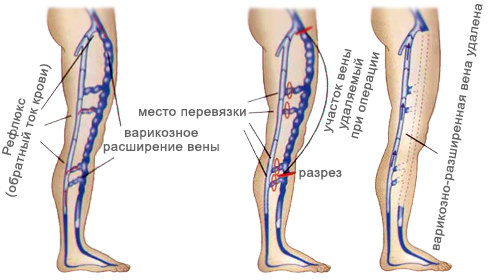 Рефлюкс
(обратный ток крови)
варикозное
расширение вены
место перевязки
участок вены
удаляемый
при операции
разрез
варикозно-расширенная вена удалена